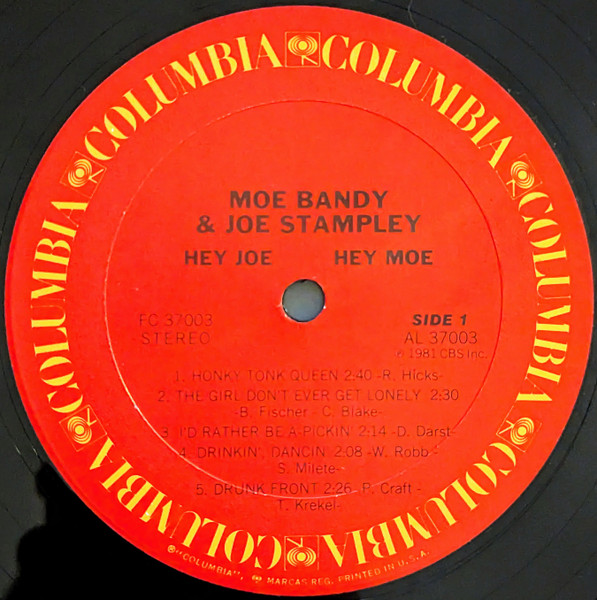 COLUMBIA COLUMBIA COLUMBIA COLUMBIA COLUMBIA COLUMBIA COLUMBIA COLUMBIA
MOE BANDY
& JOE STAMPLEY
HEY JOE HEY MOE
FC 37003 SIDE 1
STEREO AL 37003
℗ 1981 CBS Inc.
1. HONKY TONK QUEEN 2:40 -R. Hicks-
2. THE GIRL DON'T EVER GET LONELY 2:30
-B. Fischer - C. Blake-
3. I'D RATHER BE A-PICKIN' 2:14 -D. Darst-
4. DRINKIN', DANCIN' 2:08 -W. Robb -
S. Milete-
5. DRUNK FRONT 2:26 -P. Craft -
T. Krekel-
®"COLUMBIA", MARCAS REG. PRINTED IN U.S.A.